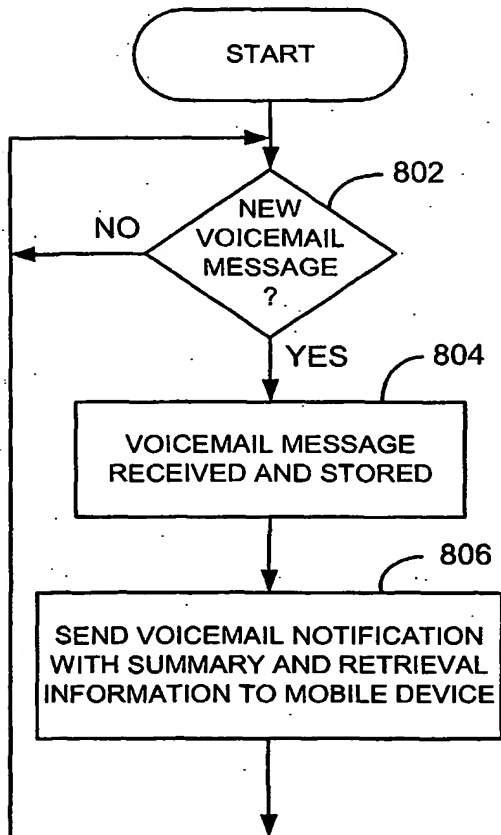 START
802
NEW
VOICEMAIL
MESSAGE
?
NO
YES
804
VOICEMAIL MESSAGE
RECEIVED AND STORED
806
SEND VOICEMAIL NOTIFICATION
WITH SUMMARY AND RETRIEVAL
INFORMATION TO MOBILE DEVICE